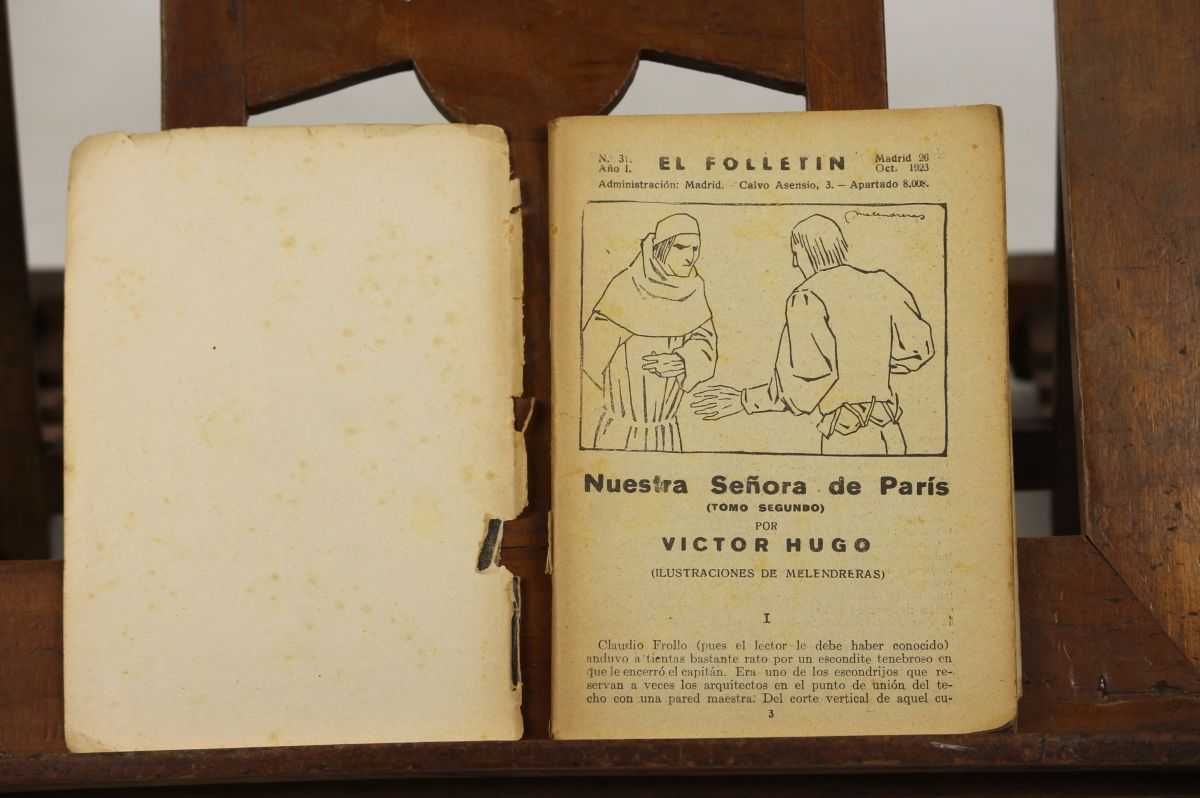 N.º 31.
Año I.
EL FOLLETIN
Madrid 26
Oct. 1923
Administración: Madrid. - Calvo Asensio, 3. — Apartado 8.008.
melendreras
Nuestra Señora de París
(TOMO SEGUNDO)
POR
VICTOR HUGO
(ILUSTRACIONES DE MELENDRERAS)
I
Claudio Frollo (pues el lector le debe haber conocido)
anduvo a tientas bastante rato por un escondite tenebroso en
que le encerró el capitán. Era uno de los escondrijos que re-
servan a veces los arquitectos en el punto de unión del te-
cho con una pared maestra. Del corte vertical de aquel cu-
3